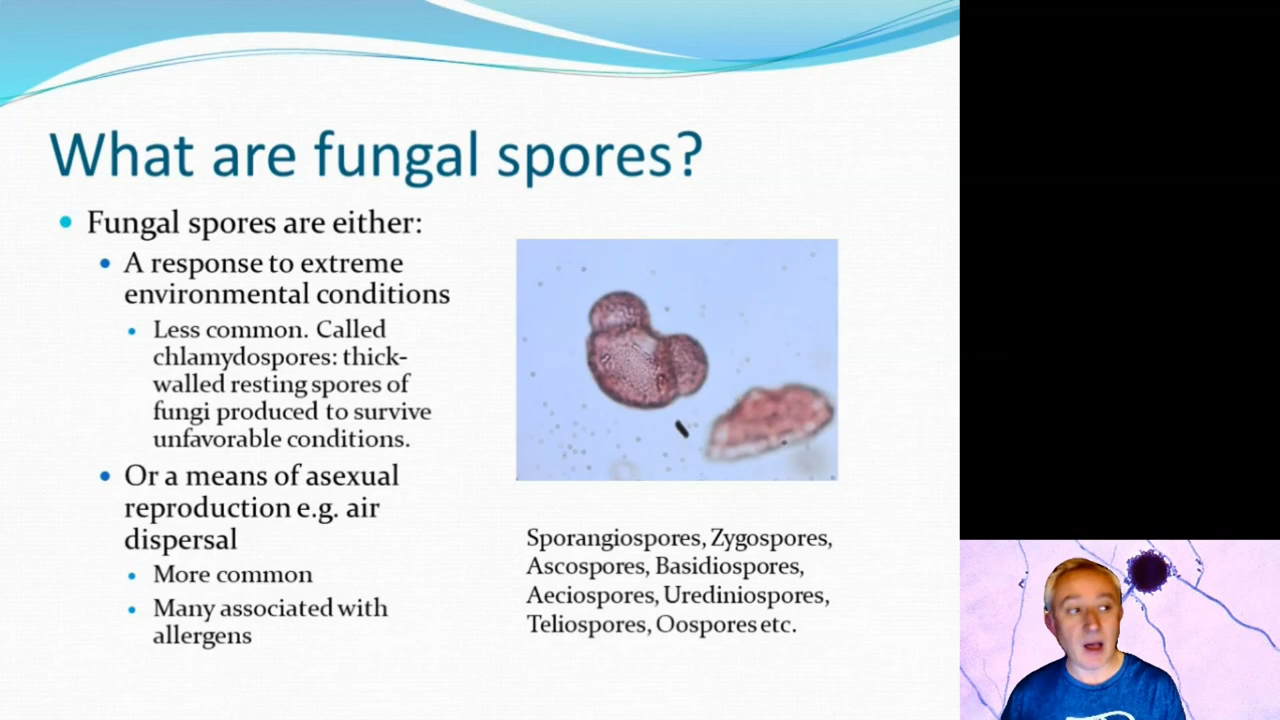 What are fungal spores?
Fungal spores are either:
A response to extreme
environmental conditions
Less common. Called
chlamydospores: thick-
walled resting spores of
fungi produced to survive
unfavorable conditions.
Or a means of asexual
reproduction e.g. air
dispersal
More common
Many associated with
allergens
Sporangiospores, Zygospores,
Ascospores, Basidiospores,
Aeciospores, Urediniospores,
Teliospores, Oospores etc.